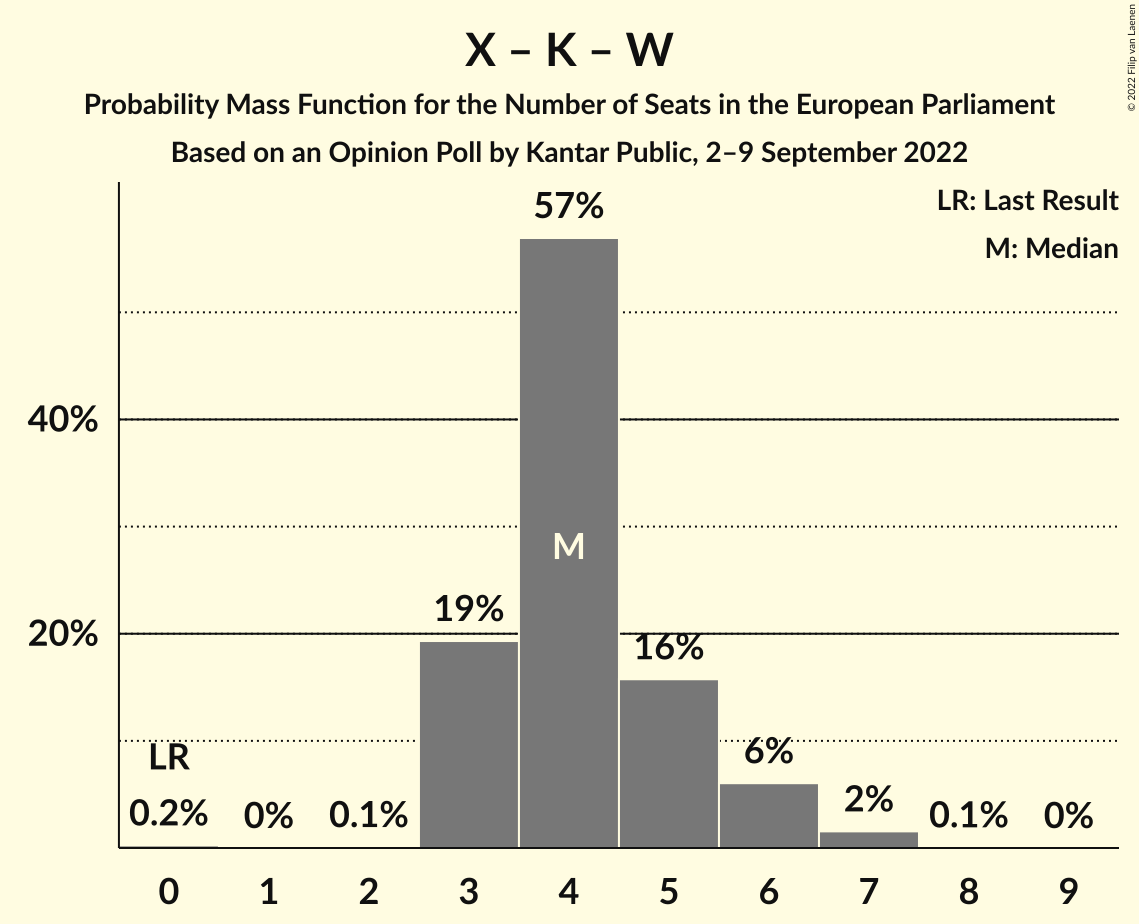 X – K – W
Probability Mass Function for the Number of Seats in the European Parliament
Based on an Opinion Poll by Kantar Public, 2–9 September 2022
© 2022 Filip van Laenen
LR: Last Result
M: Median
57%
40%
M
19%
20%
16%
LR
6%
0.2%
0%
0.1%
2%
0.1%
0%
0
1
2
3
4
5
6
7
8
9